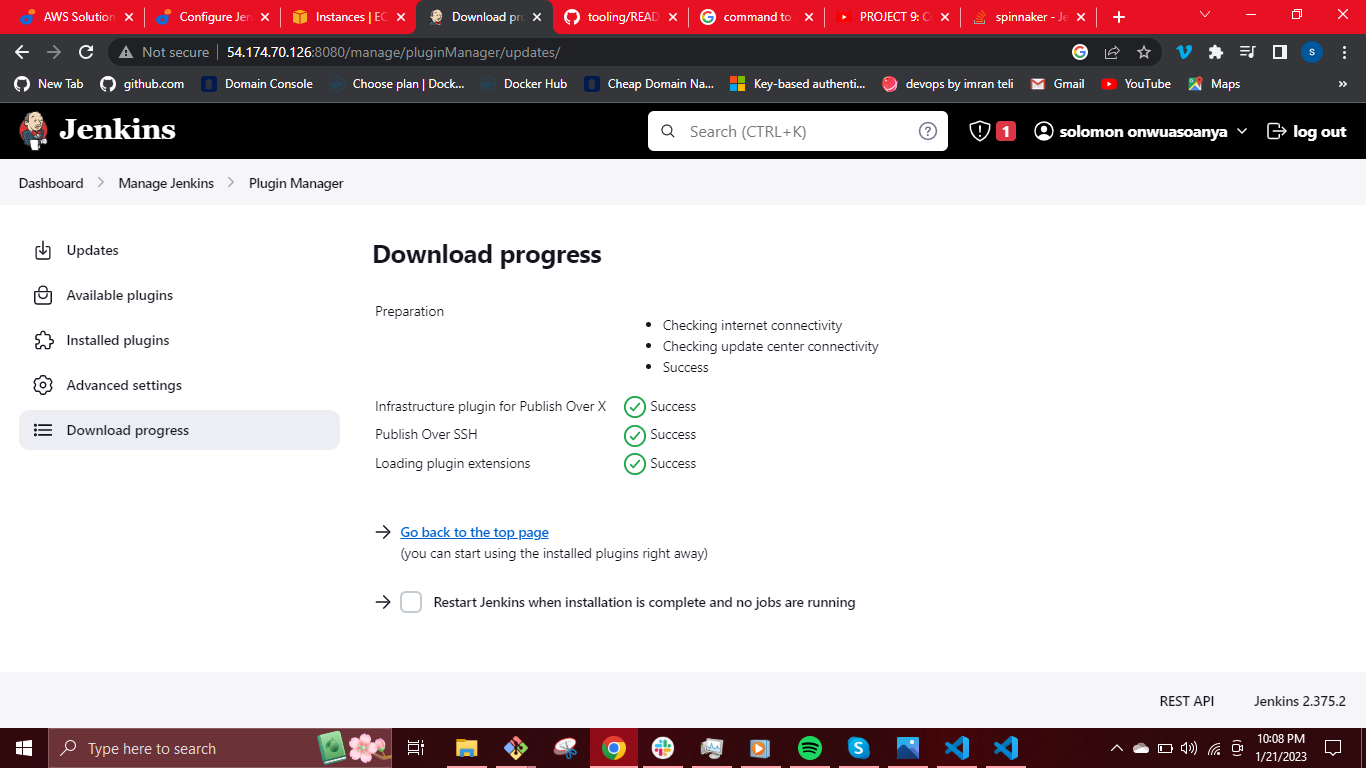 AWS Solution
Configure Jen
Instances | EC
Download pro
tooling/READ
command to
PROJECT 9: C
spinnaker - Je
Not secure
54.174.70.126:8080/manage/pluginManager/updates/
s
New Tab
github.com
Domain Console
Choose plan | Dock...
Docker Hub
Cheap Domain Na...
Key-based authenti...
devops by imran teli
Gmail
YouTube
Maps
»
Jenkins
Search (CTRL+K)
?
1
solomon onwuasoanya
log out
Dashboard
Manage Jenkins
Plugin Manager
Updates
Available plugins
Installed plugins
Advanced settings
Download progress
Download progress
Preparation
Checking internet connectivity
Checking update center connectivity
Success
Infrastructure plugin for Publish Over X Success
Publish Over SSH Success
Loading plugin extensions Success
Go back to the top page
(you can start using the installed plugins right away)
Restart Jenkins when installation is complete and no jobs are running
REST API
Jenkins 2.375.2
Type here to search
10:08 PM
1/21/2023